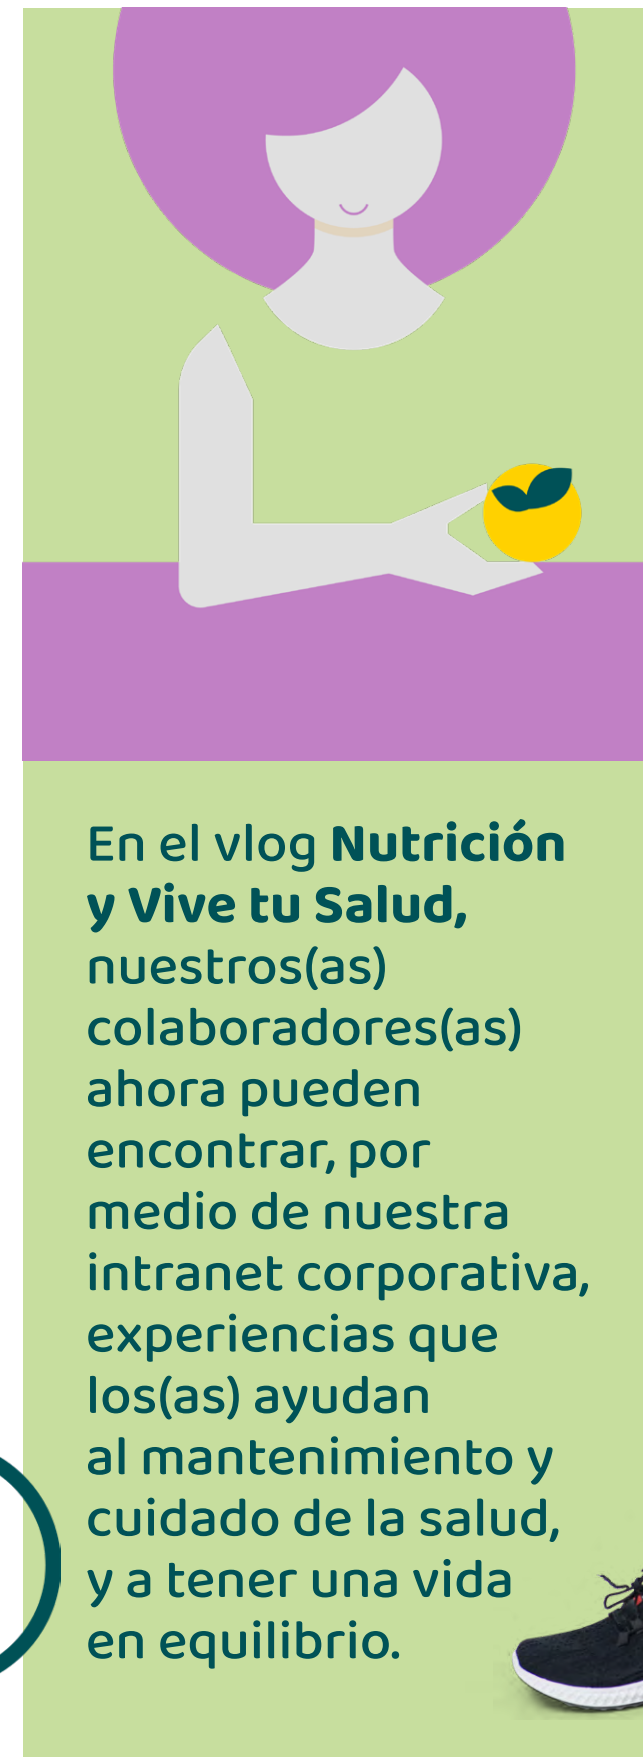 En el vlog Nutrición
y Vive tu Salud,
nuestros(as)
colaboradores(as)
ahora pueden
encontrar, por
medio de nuestra
intranet corporativa,
experiencias que
los(as) ayudan
al mantenimiento y
cuidado de la salud,
y a tener una vida
en equilibrio.